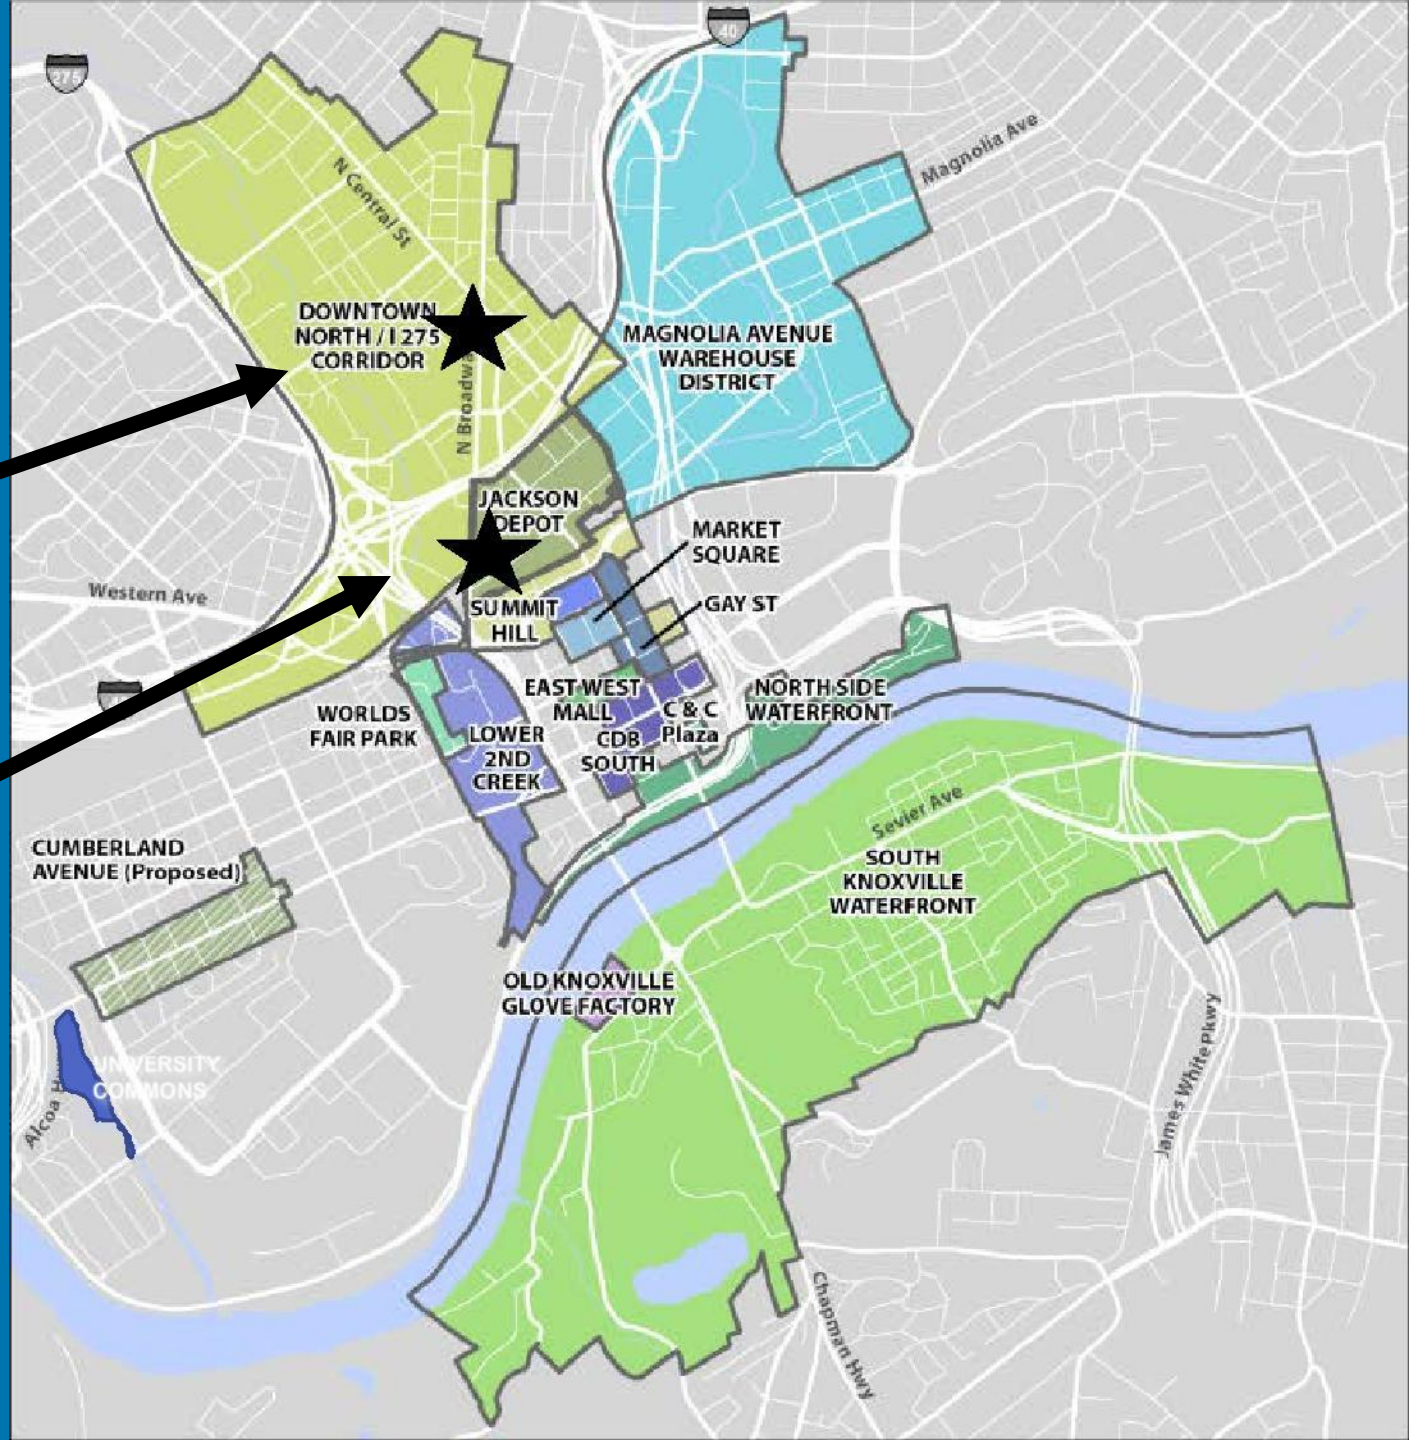 40
275
Magnolia Ave
N Central St
DOWNTOWN
NORTH / I 275
CORRIDOR
MAGNOLIA AVENUE
WAREHOUSE
DISTRICT
N Broadwa
JACKSON
DEPOT
MARKET
SQUARE
Western Ave
SUMMIT
HILL
GAY ST
EAST WEST
MALL
NORTH SIDE
WATERFRONT
WORLDS
FAIR PARK
C & C
Plaza
LOWER
2ND
CREEK
CDB
SOUTH
Sevier Ave
CUMBERLAND
AVENUE (Proposed)
SOUTH
KNOXVILLE
WATERFRONT
OLD KNOXVILLE
GLOVE FACTORY
UNIVERSITY
COMMONS
Alcoa H
James White Pkwy
Chapman Hwy